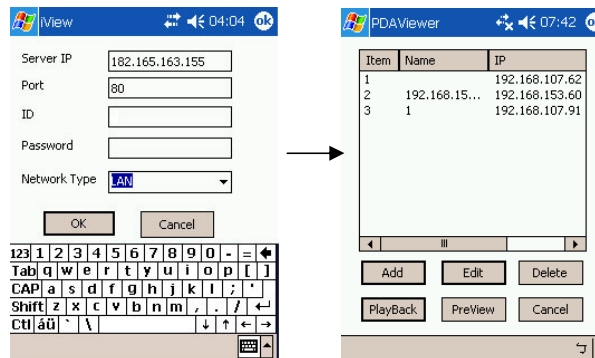 iView 04:04 ok
Server IP 182.165.163.155
Port 80
ID
Password
Network Type LAN
OK Cancel
123 1 2 3 4 5 6 7 8 9 0 - =
Tab q w e r t y u i o p [ ]
CAP a s d f g h j k l ; '
Shift z x c v b n m , . /
Ctl áü ` \
PDAViewer 07:42
Item Name IP
1 192.168.107.62
2 192.168.15... 192.168.153.60
3 1 192.168.107.91
Add Edit Delete
PlayBack PreView Cancel